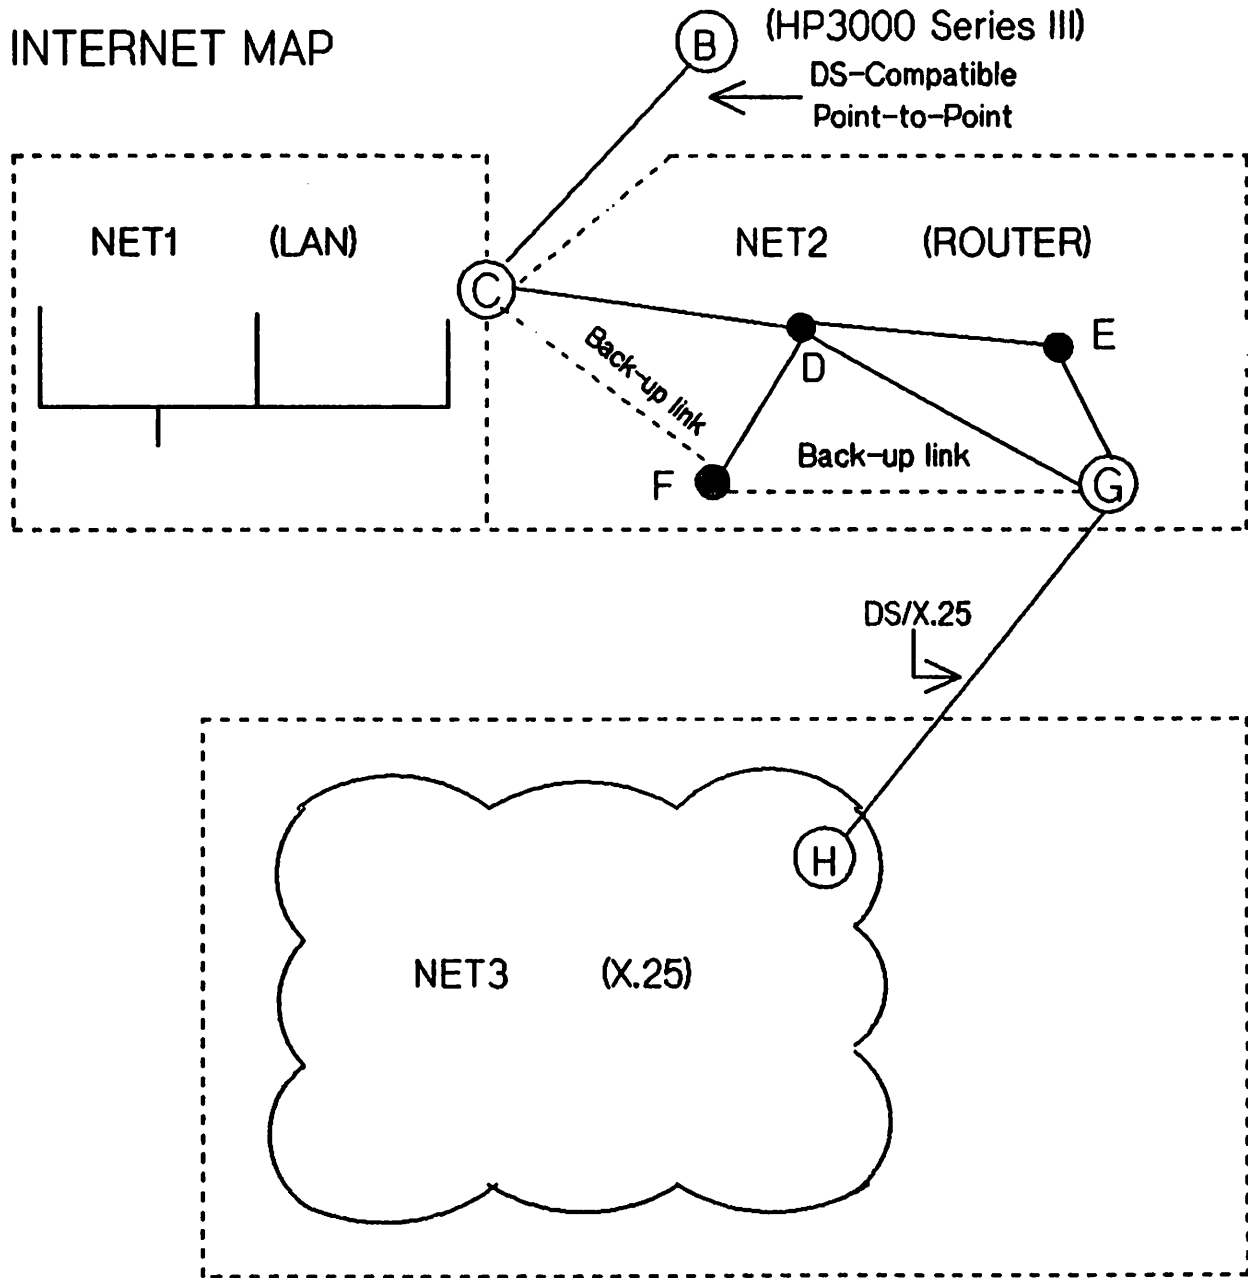 INTERNET MAP
B (HP3000 Series III)
DS-Compatible
Point-to-Point
NET1 (LAN)
NET2 (ROUTER)
C
E
D
Back-up link
Back-up link
F
G
DS/X.25
H
NET3 (X.25)